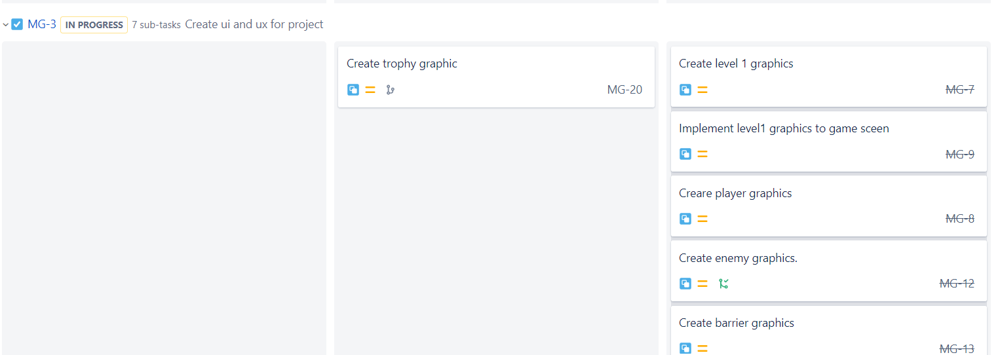 MG-3 IN PROGRESS 7 sub-tasks Create ui and ux for project
Create trophy graphic
MG-20
Create level 1 graphics
MG-7
Implement level1 graphics to game sceen
MG-9
Creare player graphics
MG-8
Create enemy graphics.
MG-12
Create barrier graphics
MG-13